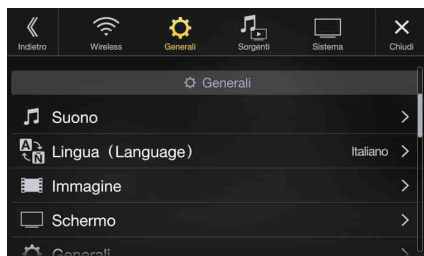 Indietro Wireless Generali Sorgenti Sistema Chiudi
Generali
Suono
Lingua (Language) Italiano
Immagine
Schermo
Generali